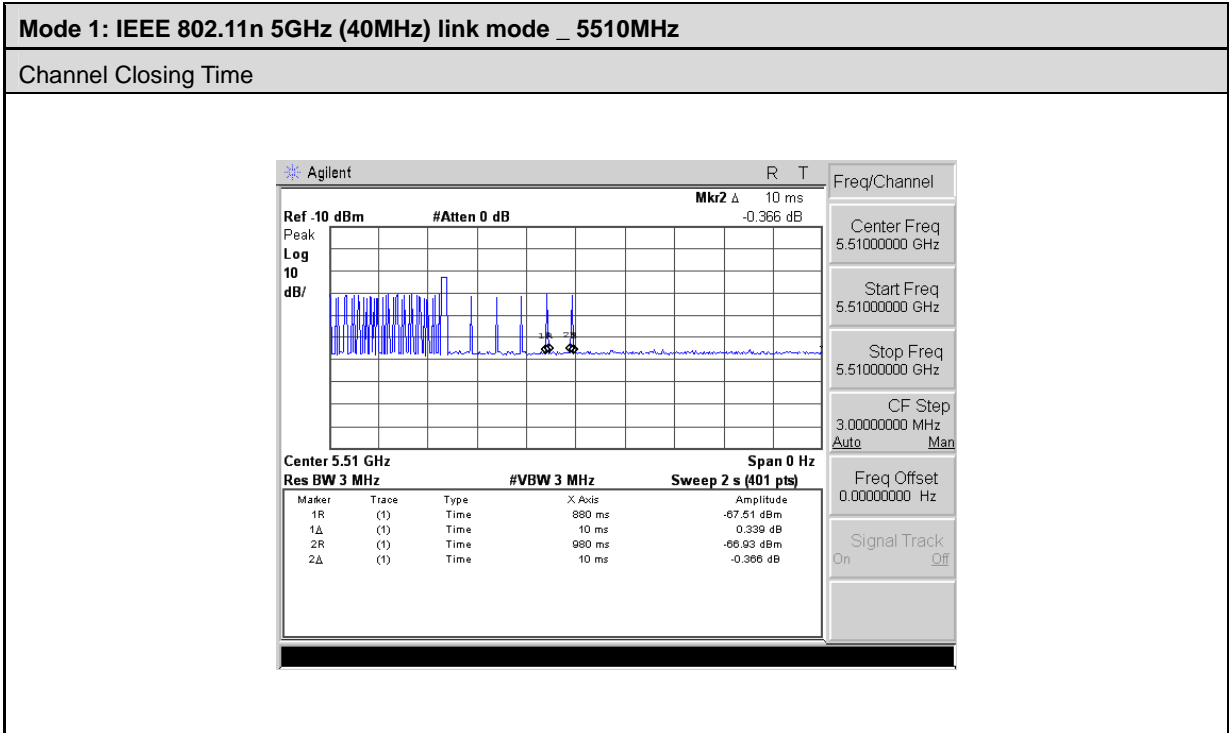 Mode 1: IEEE 802.11n 5GHz (40MHz) link mode _ 5510MHz
Channel Closing Time
Agilent R T
Mkr2 Δ 10 ms
Ref -10 dBm #Atten 0 dB -0.366 dB
Peak
Log
10
dB/
1R 2R
Center 5.51 GHz Span 0 Hz
Res BW 3 MHz #VBW 3 MHz Sweep 2 s (401 pts)
Marker Trace Type X Axis Amplitude
1R (1) Time 880 ms -67.51 dBm
1Δ (1) Time 10 ms 0.339 dB
2R (1) Time 980 ms -66.93 dBm
2Δ (1) Time 10 ms -0.366 dB
Freq/Channel
Center Freq
5.51000000 GHz
Start Freq
5.51000000 GHz
Stop Freq
5.51000000 GHz
CF Step
3.00000000 MHz
Auto Man
Freq Offset
0.00000000 Hz
Signal Track
On Off